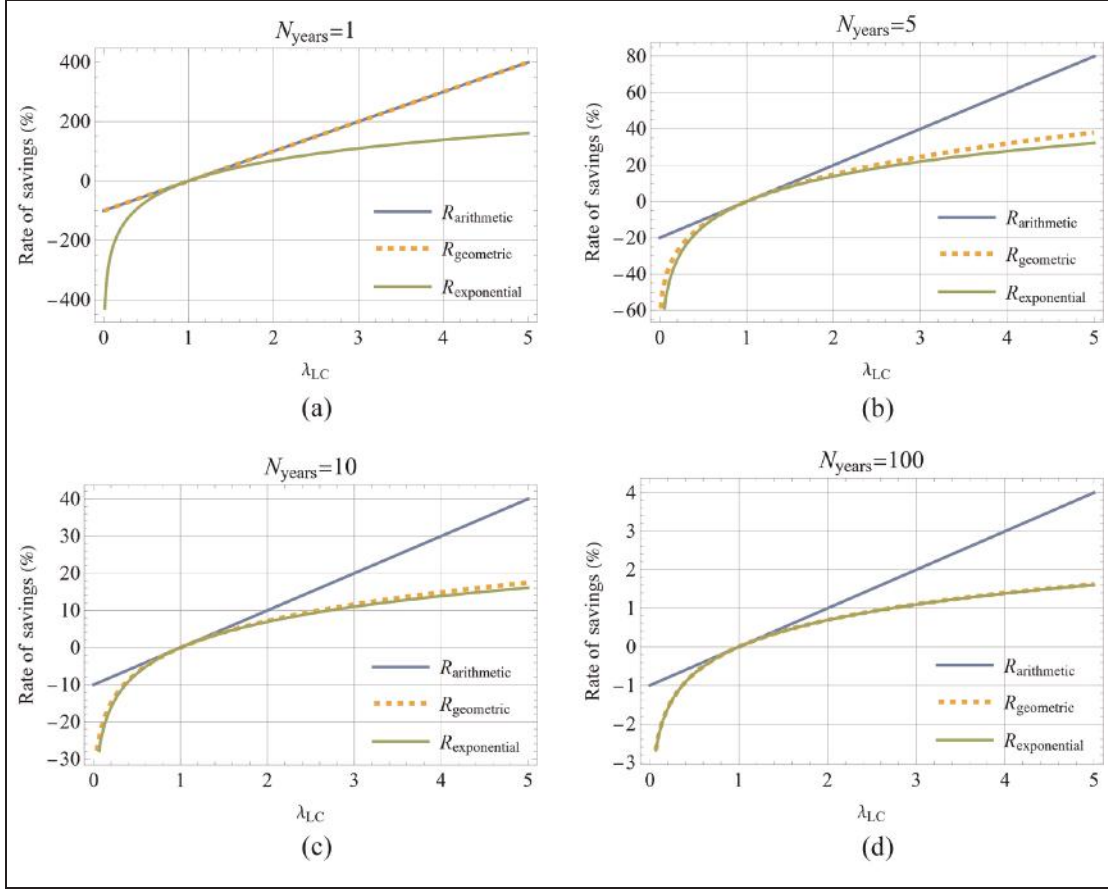 N_years=1
400
200
0
−200
−400
Rate of savings (%)
R_arithmetic
R_geometric
R_exponential
0 1 2 3 4 5
λ_LC
(a)
N_years=5
80
60
40
20
0
−20
−40
−60
Rate of savings (%)
R_arithmetic
R_geometric
R_exponential
0 1 2 3 4 5
λ_LC
(b)
N_years=10
40
30
20
10
0
−10
−20
−30
Rate of savings (%)
R_arithmetic
R_geometric
R_exponential
0 1 2 3 4 5
λ_LC
(c)
N_years=100
4
3
2
1
0
−1
−2
−3
Rate of savings (%)
R_arithmetic
R_geometric
R_exponential
0 1 2 3 4 5
λ_LC
(d)